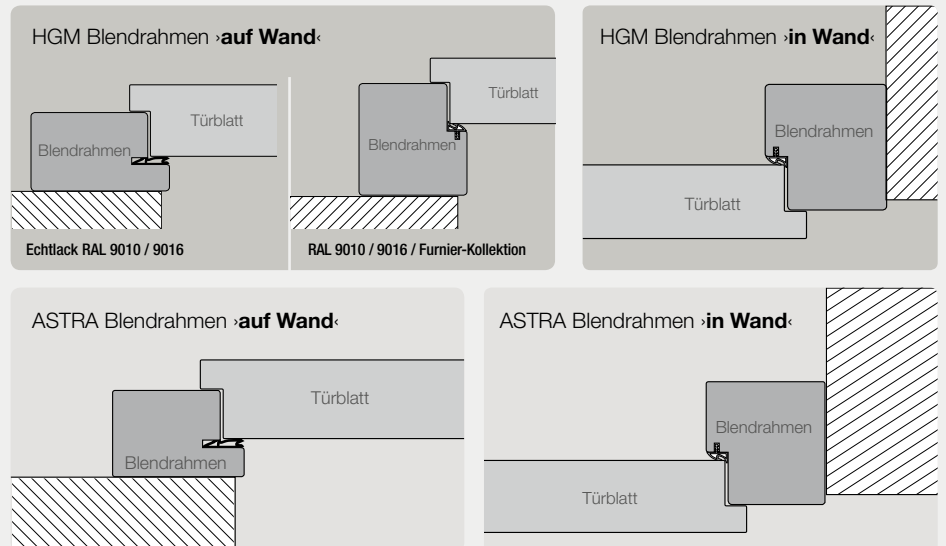 HGM Blendrahmen ›auf Wand‹
Türblatt
Blendrahmen
Echtlack RAL 9010 / 9016
Türblatt
Blendrahmen
RAL 9010 / 9016 / Furnier-Kollektion
HGM Blendrahmen ›in Wand‹
Blendrahmen
Türblatt
ASTRA Blendrahmen ›auf Wand‹
Türblatt
Blendrahmen
ASTRA Blendrahmen ›in Wand‹
Blendrahmen
Türblatt